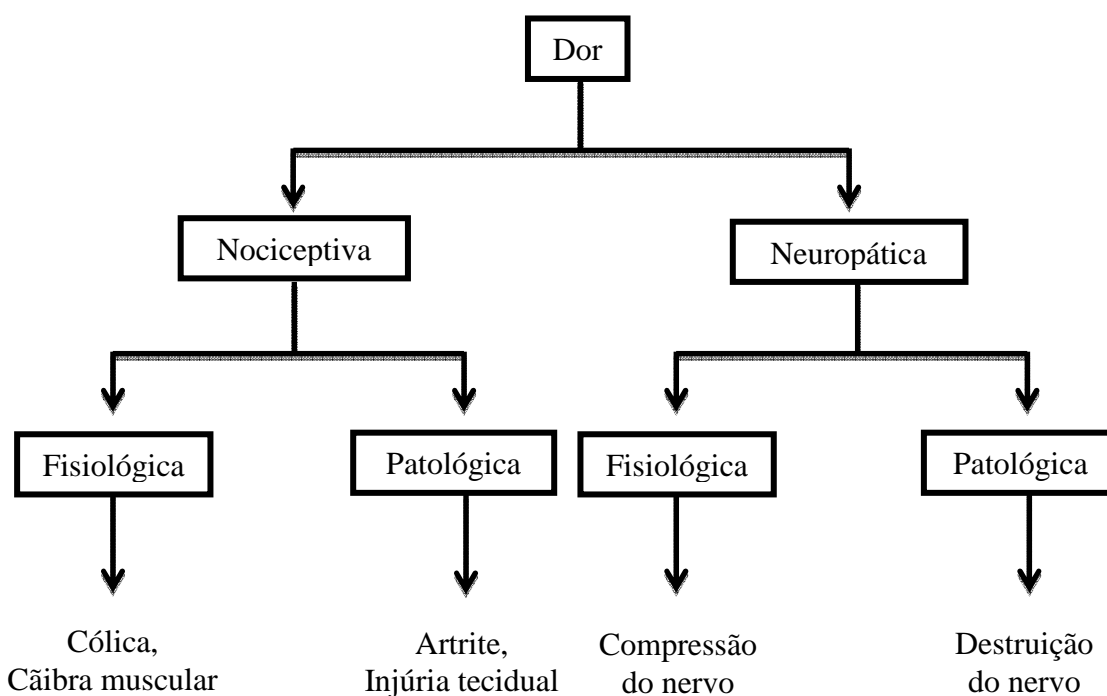 Dor
Nociceptiva
Neuropática
Fisiológica
Patológica
Fisiológica
Patológica
Cólica,
Cãibra muscular
Artrite,
Injúria tecidual
Compressão
do nervo
Destruição
do nervo